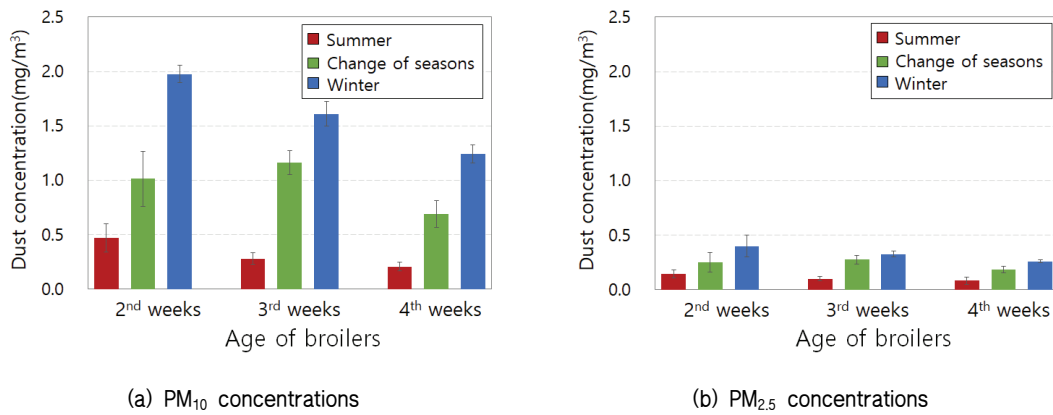 2.5
2.0
1.5
1.0
0.5
0.0
Dust concentration(mg/m³)
Summer
Change of seasons
Winter
2nd weeks
3rd weeks
4th weeks
Age of broilers
(a) PM₁₀ concentrations
2.5
2.0
1.5
1.0
0.5
0.0
Dust concentration(mg/m³)
Summer
Change of seasons
Winter
2nd weeks
3rd weeks
4th weeks
Age of broilers
(b) PM₂.₅ concentrations